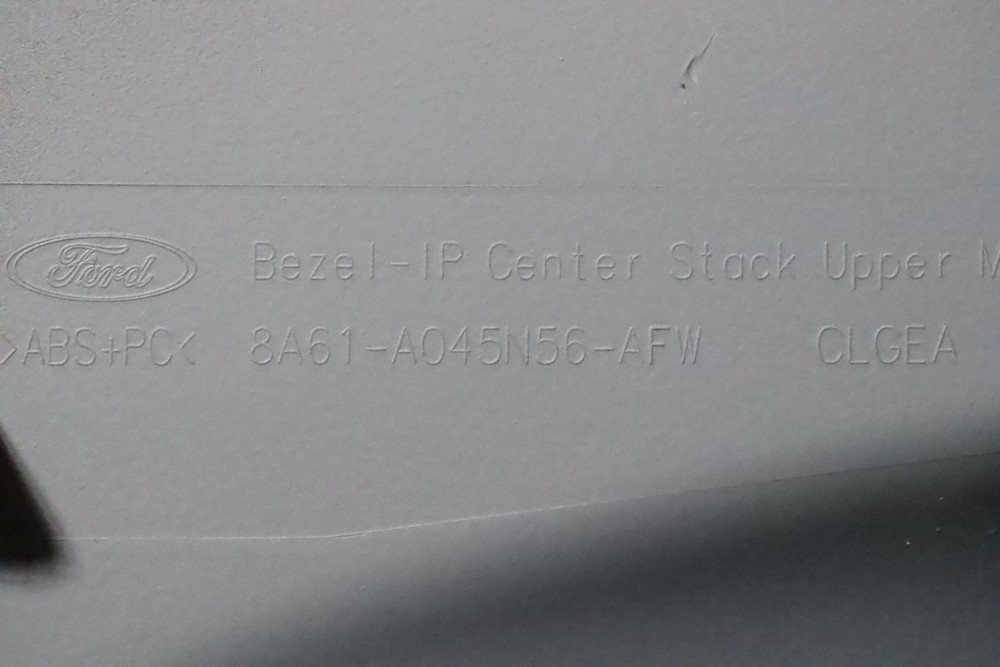 Ford Bezel-IP Center Stack Upper M
>ABS+PC< 8A61-A045N56-AFW CLGEA